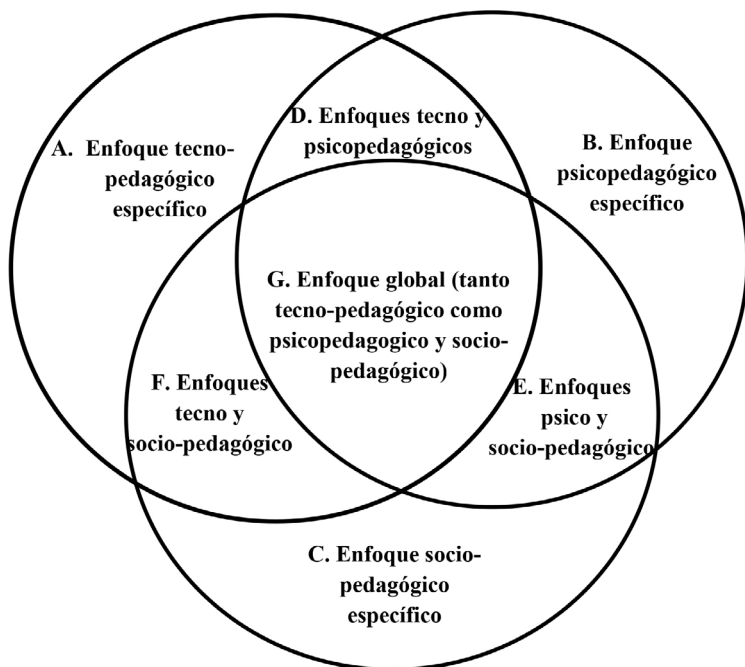 D. Enfoques tecno y
psicopedagógicos
A. Enfoque tecno-
pedagógico
específico
B. Enfoque
psicopedagógico
específico
G. Enfoque global (tanto
tecno-pedagógico como
psicopedagogico y socio-
pedagógico)
F. Enfoques
tecno y
socio-pedagógico
E. Enfoques
psico y
socio-pedagógico
C. Enfoque socio-
pedagógico
específico